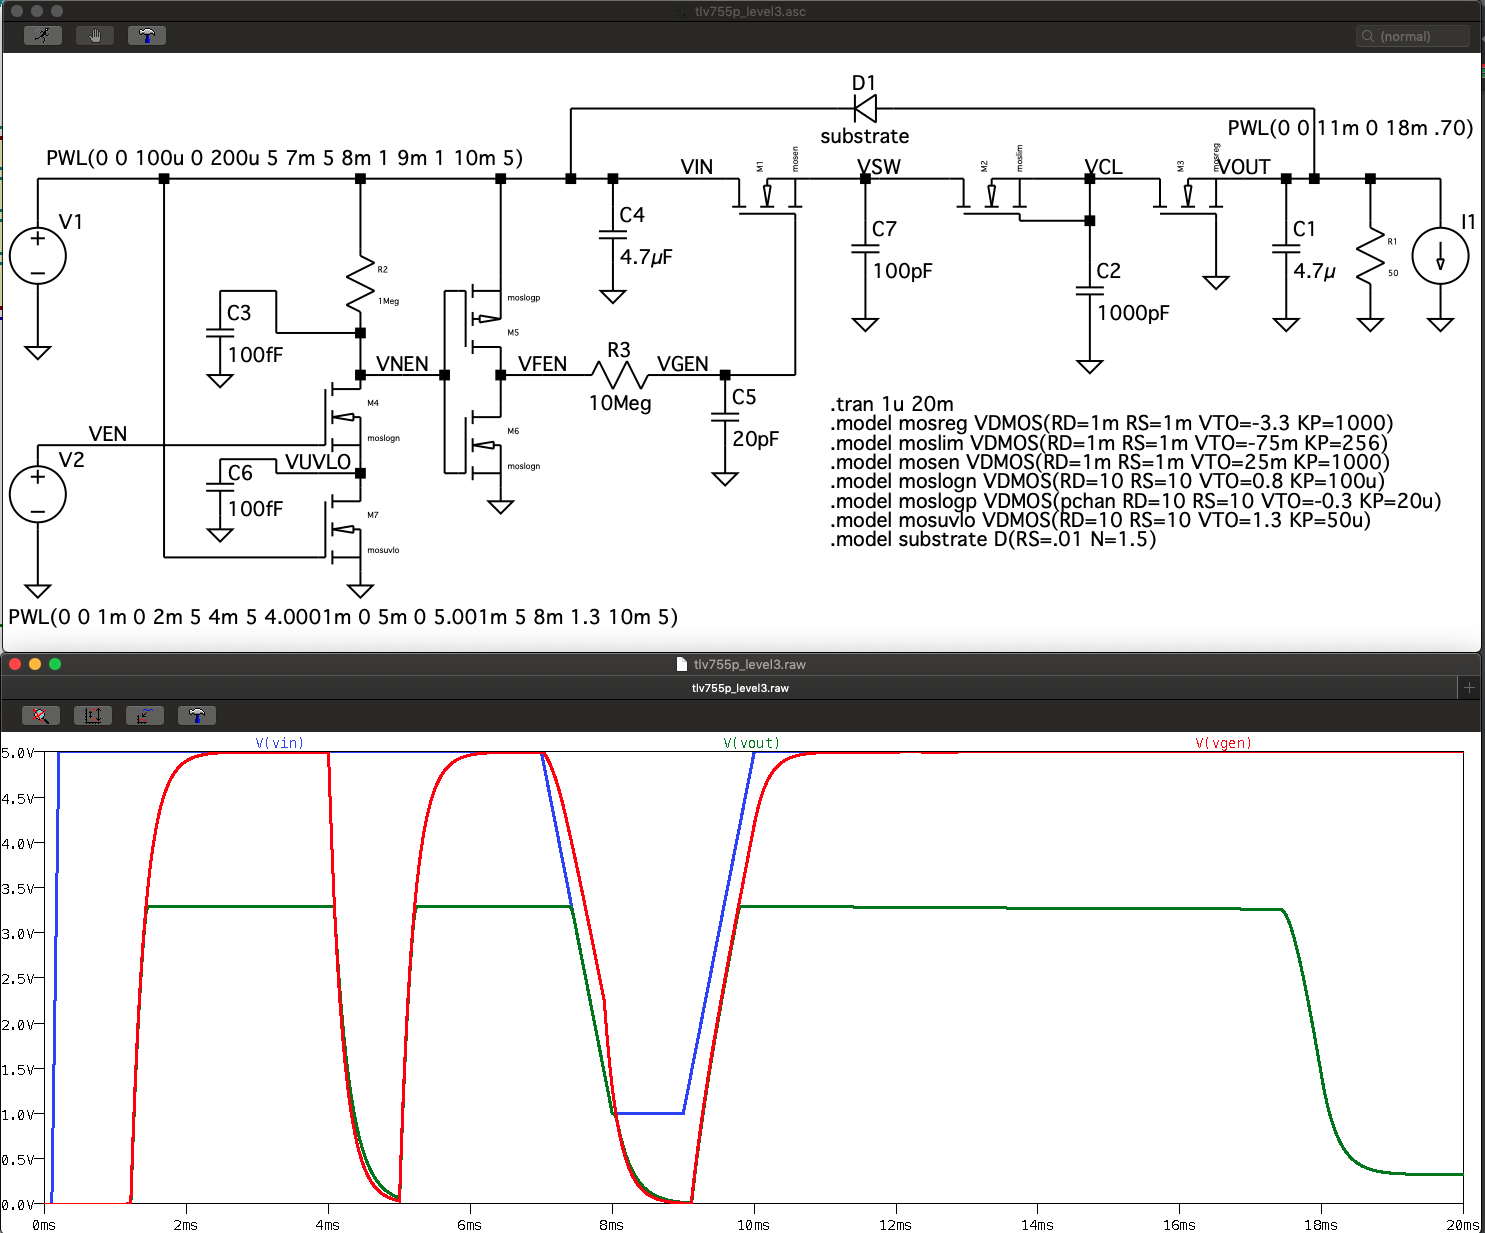 tlv755p_level3.asc
(normal)
D1
substrate
PWL(0 0 11m 0 18m .70)
PWL(0 0 100u 0 200u 5 7m 5 8m 1 9m 1 10m 5)
VIN
M1
mosen
VSW
M2
moslim
VCL
M3
mosreg
VOUT
V1
C4
4.7µF
C7
100pF
C2
1000pF
C1
4.7µ
R1
50
I1
R2
1Meg
C3
100fF
moslogp
M5
VNEN
VFEN
R3
10Meg
VGEN
C5
20pF
M4
moslogn
M6
moslogn
VEN
V2
VUVLO
C6
100fF
M7
mosuvlo
.tran 1u 20m
.model mosreg VDMOS(RD=1m RS=1m VTO=-3.3 KP=1000)
.model moslim VDMOS(RD=1m RS=1m VTO=-75m KP=256)
.model mosen VDMOS(RD=1m RS=1m VTO=25m KP=1000)
.model moslogn VDMOS(RD=10 RS=10 VTO=0.8 KP=100u)
.model moslogp VDMOS(pchan RD=10 RS=10 VTO=-0.3 KP=20u)
.model mosuvlo VDMOS(RD=10 RS=10 VTO=1.3 KP=50u)
.model substrate D(RS=.01 N=1.5)
PWL(0 0 1m 0 2m 5 4m 5 4.0001m 0 5m 0 5.001m 5 8m 1.3 10m 5)
tlv755p_level3.raw
tlv755p_level3.raw
V(vin)
V(vout)
V(vgen)
5.0V
4.5V
4.0V
3.5V
3.0V
2.5V
2.0V
1.5V
1.0V
0.5V
0.0V
0ms
2ms
4ms
6ms
8ms
10ms
12ms
14ms
16ms
18ms
20ms